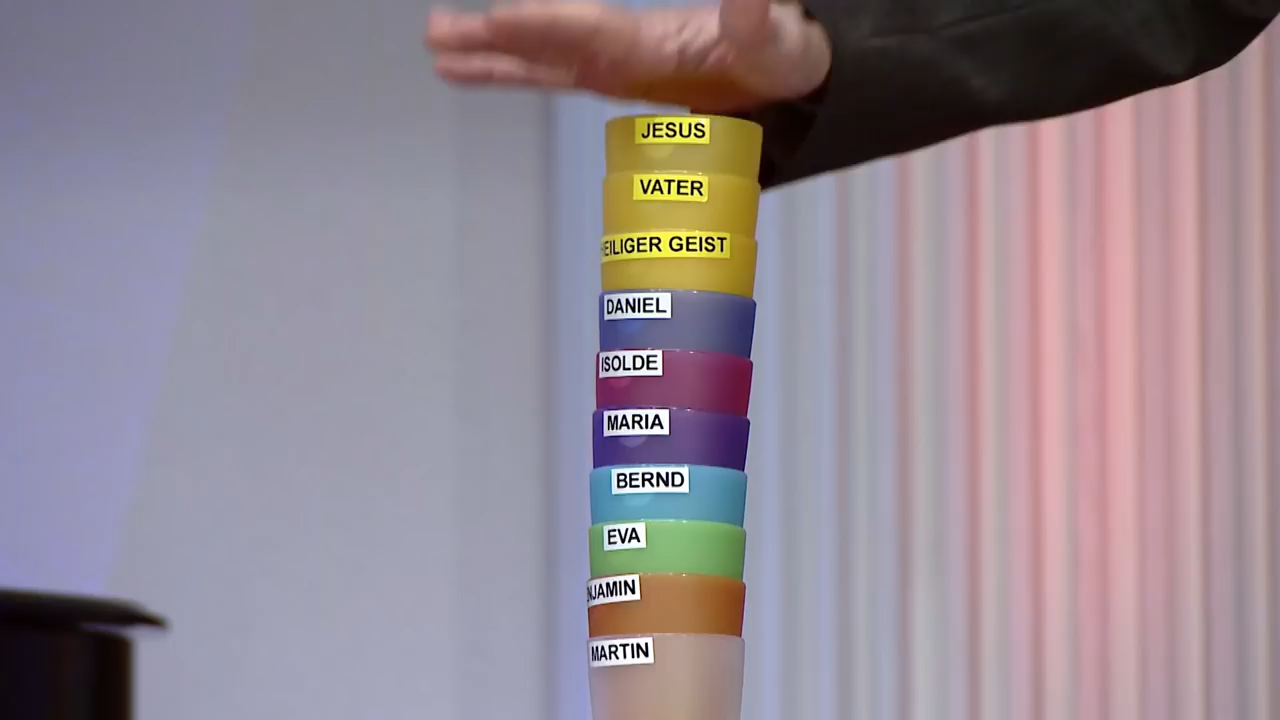 JESUS
VATER
EILIGER GEIST
DANIEL
ISOLDE
MARIA
BERND
EVA
NJAMIN
MARTIN